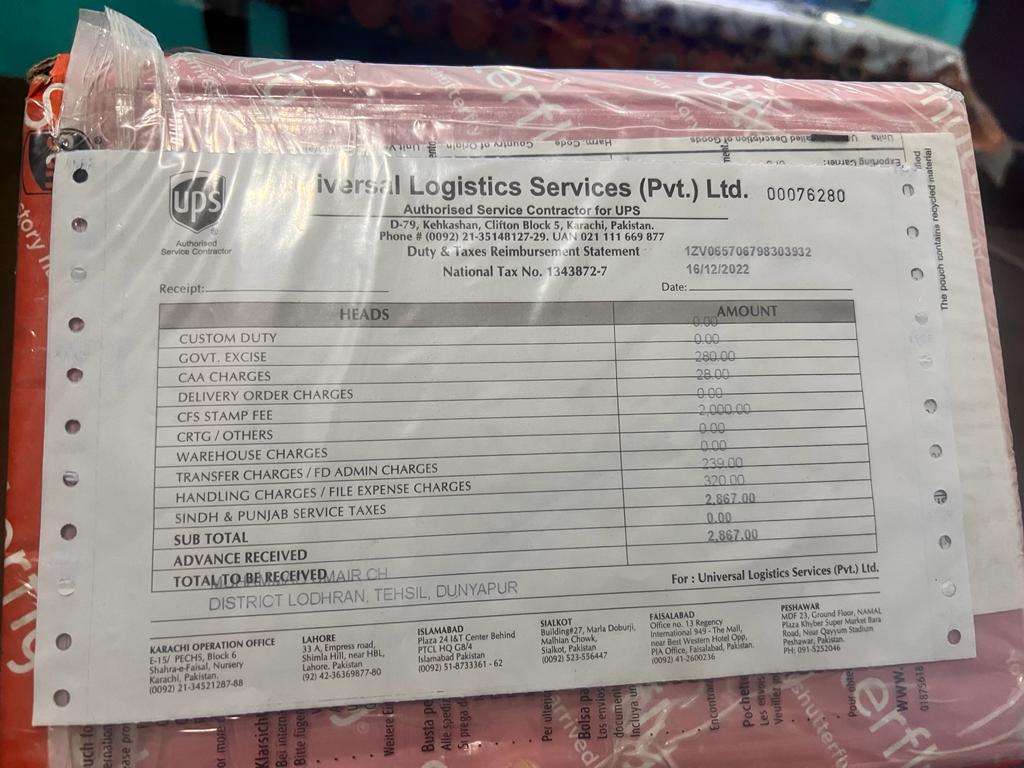 ups
Authorised
Service Contractor
iversal Logistics Services (Pvt.) Ltd.
00076280
Authorised Service Contractor for UPS
D-79, Kehkashan, Clifton Block 5, Karachi, Pakistan.
Phone # (0092) 21-35148127-29. UAN 021 111 669 877
Duty & Taxes Reimbursement Statement
1ZV065706798303932
National Tax No. 1343872-7
16/12/2022
Receipt:
Date:
HEADS AMOUNT
0.00
CUSTOM DUTY 0.00
GOVT. EXCISE 280.00
CAA CHARGES 28.00
DELIVERY ORDER CHARGES 0.00
CFS STAMP FEE 2,000.00
CRTG / OTHERS 0.00
WAREHOUSE CHARGES 0.00
TRANSFER CHARGES / FD ADMIN CHARGES 239.00
HANDLING CHARGES / FILE EXPENSE CHARGES 320.00
SINDH & PUNJAB SERVICE TAXES 2,867.00
SUB TOTAL 0.00
ADVANCE RECEIVED 2,867.00
TOTAL TO BE RECEIVED
DISTRICT LODHRAN, TEHSIL, DUNYAPUR
For : Universal Logistics Services (Pvt.) Ltd.
KARACHI OPERATION OFFICE
E-15/ PECHS, Block 6
Shahra-e-Faisal, Nursery
Karachi, Pakistan.
(0092) 21-34521287-88
LAHORE
33 A, Empress road,
Shimla Hill, near HBL,
Lahore. Pakistan
(92) 42-36369877-80
ISLAMABAD
Plaza 24 I&T Center Behind
PTCL HQ G8/4
Islamabad Pakistan
(0092) 51-8733361 - 62
SIALKOT
Building#27, Marla Doburji,
Malhian Chowk,
Sialkot, Pakistan
(0092) 523-556447
FAISALABAD
Office no. 13 Regency
International 949 - The Mall,
near Best Western Hotel Opp,
PIA Office, Faisalabad, Pakistan.
(0092) 41-2600236
PESHAWAR
MDF 23, Ground Floor, NAMAL
Plaza Khyber Super Market Bara
Road, Near Qayyum Stadium
Peshawar, Pakistan.
PH: 091-5252046
The pouch contains recycled material
Harm. Code
Country of Origin
Exporting Carrier:
Units